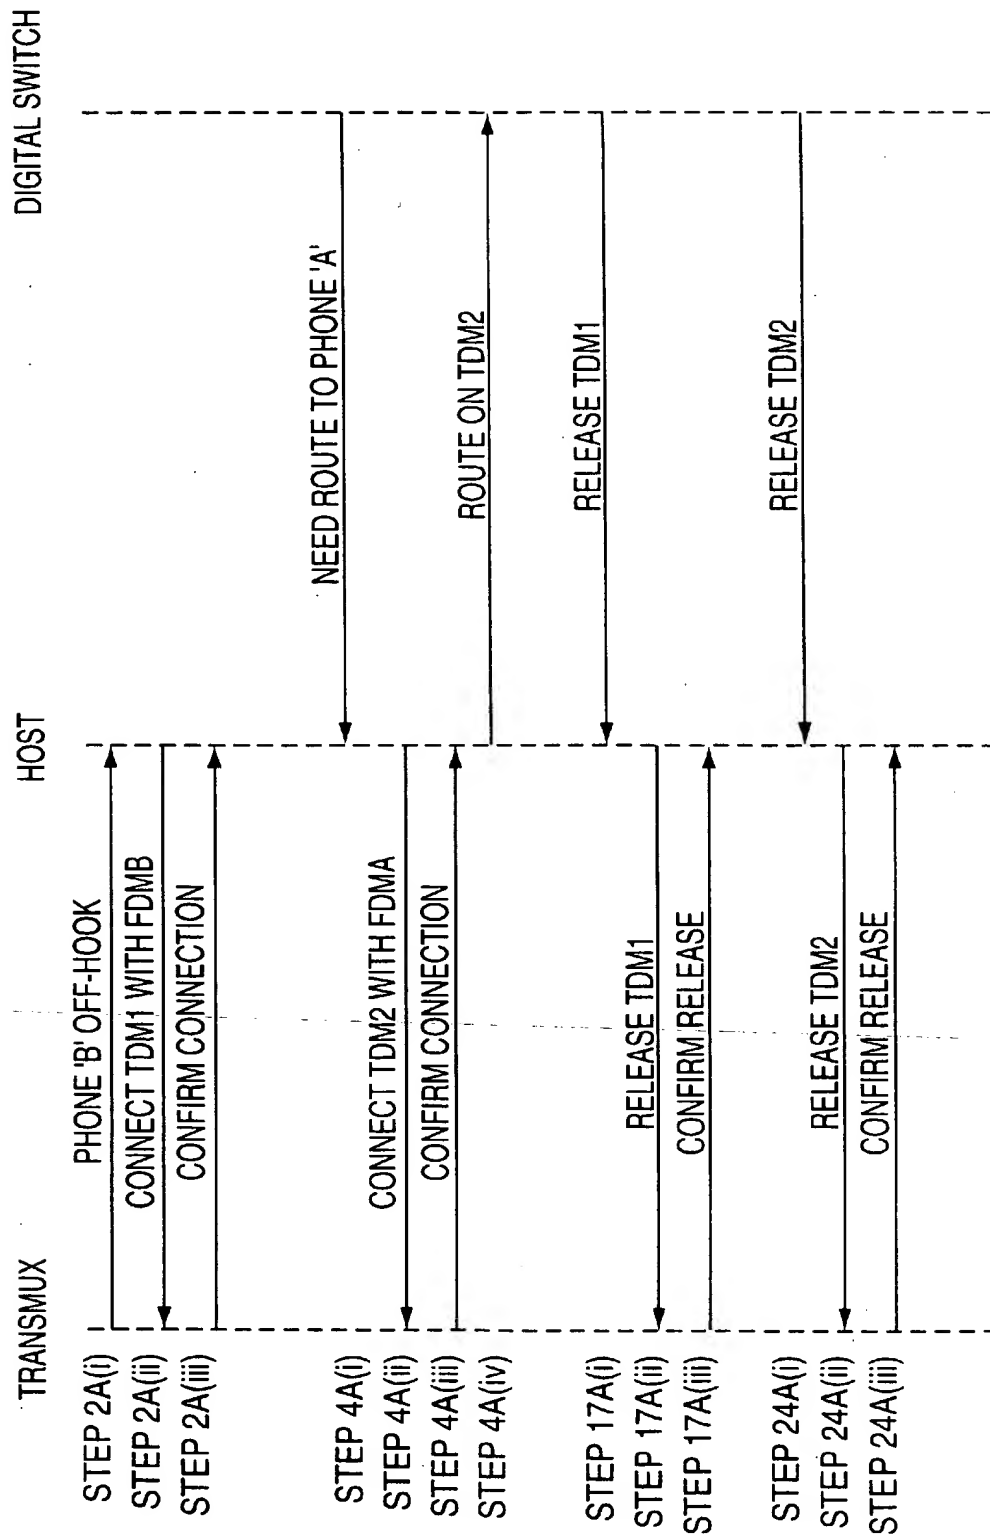 TRANSMUX
HOST
DIGITAL SWITCH
STEP 2A(i)
PHONE 'B' OFF-HOOK
STEP 2A(ii)
CONNECT TDM1 WITH FDMB
STEP 2A(iii)
CONFIRM CONNECTION
STEP 4A(i)
NEED ROUTE TO PHONE 'A'
STEP 4A(ii)
CONNECT TDM2 WITH FDMA
STEP 4A(iii)
CONFIRM CONNECTION
STEP 4A(iv)
ROUTE ON TDM2
STEP 17A(i)
RELEASE TDM1
STEP 17A(ii)
RELEASE TDM1
STEP 17A(iii)
CONFIRM RELEASE
STEP 24A(i)
RELEASE TDM2
STEP 24A(ii)
RELEASE TDM2
STEP 24A(iii)
CONFIRM RELEASE